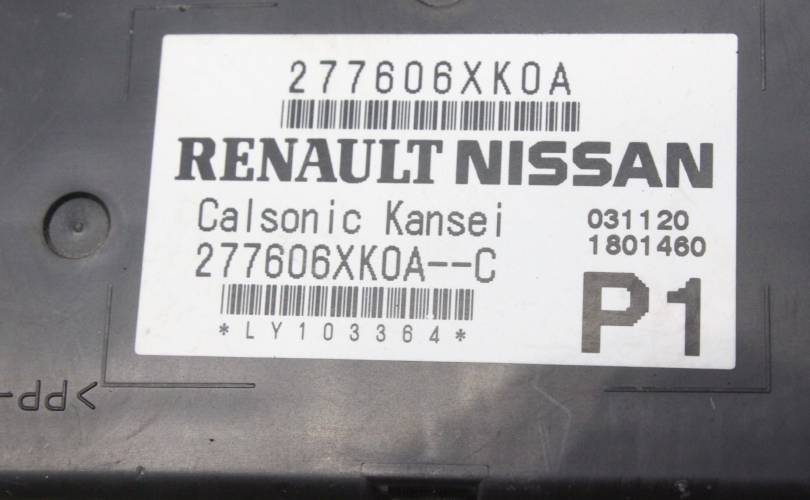 277606XK0A
RENAULT NISSAN
Calsonic Kansei
031120
277606XK0A--C
1801460
P1
*LY103364*
>PP-